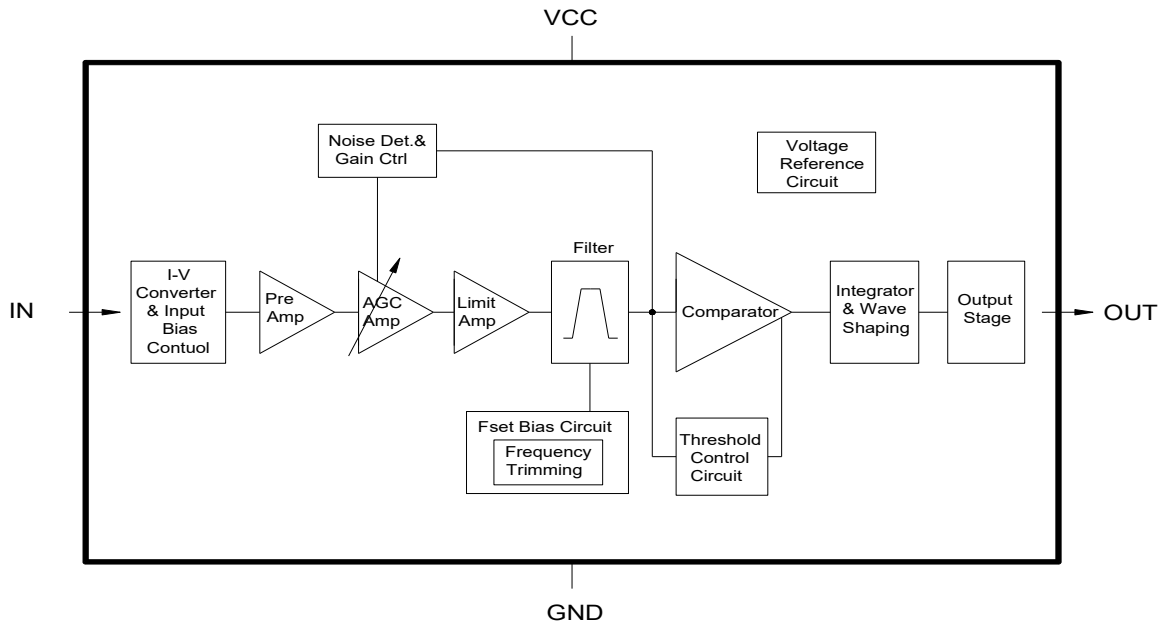 VCC
Noise Det.&
Gain Ctrl
Voltage
Reference
Circuit
Filter
I-V
Converter
& Input
Bias
Contuol
Pre
Amp
AGC
Amp
Limit
Amp
Comparator
Integrator
& Wave
Shaping
Output
Stage
IN
OUT
Fset Bias Circuit
Frequency
Trimming
Threshold
Control
Circuit
GND